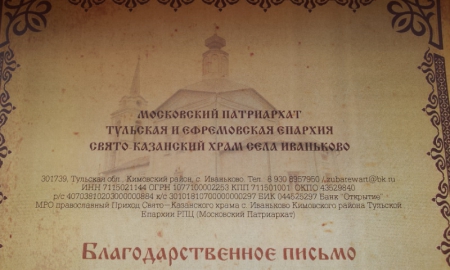 МОСКОВСКИЙ ПАТРИАРХАТ
ТУЛЬСКАЯ И ЕФРЕМОВСКАЯ ЕПАРХИЯ
СВЯТО КАЗАНСКИЙ ХРАМ СЕЛА ИВАНЬКОВО
301739, Тульская обл., Кимовский район, с. Иваньково Тел.: 8 930 8957950
ИНН 7115021144 ОГРН 1077100002253 КПП 711501001 ОКПО 43629840
р/с 40703810203000000884 к/с 30101810700000000297 БИК 044525297 Банк "Открытие"
МРО православный Приход Свято-Казанского храма с. Иваньково Кимовского района Тульской
Епархии РПЦ (Московский Патриархат)
Благодарственное письмо